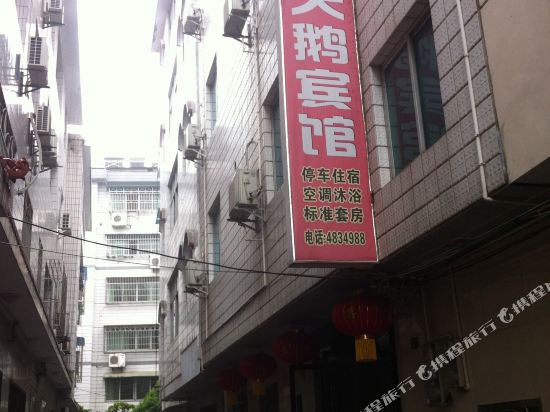 天鹅宾馆
停车住宿
空调沐浴
标准套房
电话:4834988
携程旅行
携程旅行